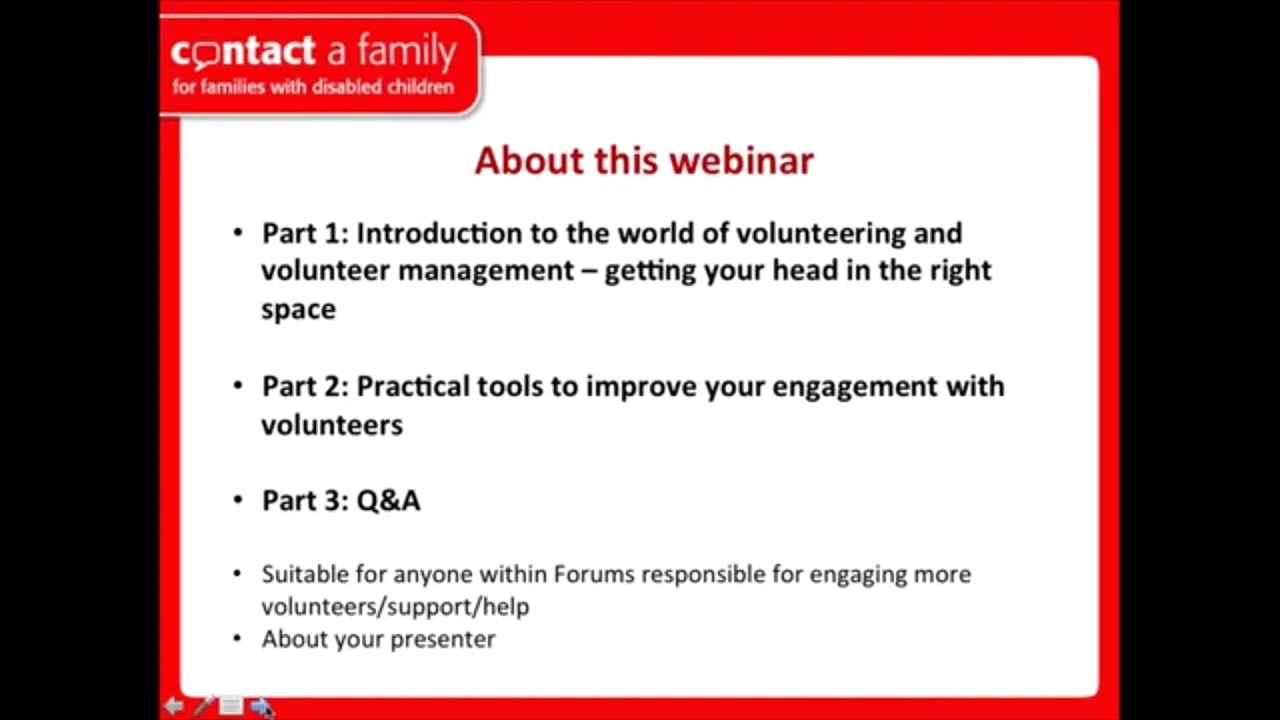 contact a family
for families with disabled children
About this webinar
• Part 1: Introduction to the world of volunteering and
volunteer management – getting your head in the right
space
• Part 2: Practical tools to improve your engagement with
volunteers
• Part 3: Q&A
• Suitable for anyone within Forums responsible for engaging more
volunteers/support/help
• About your presenter